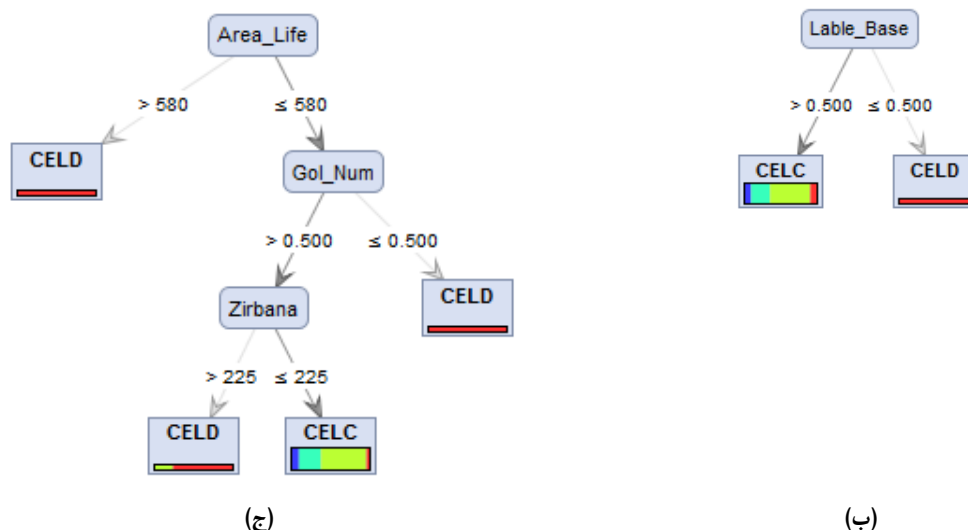 Area_Life
> 580
≤ 580
CELD
Gol_Num
> 0.500
≤ 0.500
Zirbana
CELD
> 225
≤ 225
CELD
CELC
(ج)
Lable_Base
> 0.500
≤ 0.500
CELC
CELD
(ب)